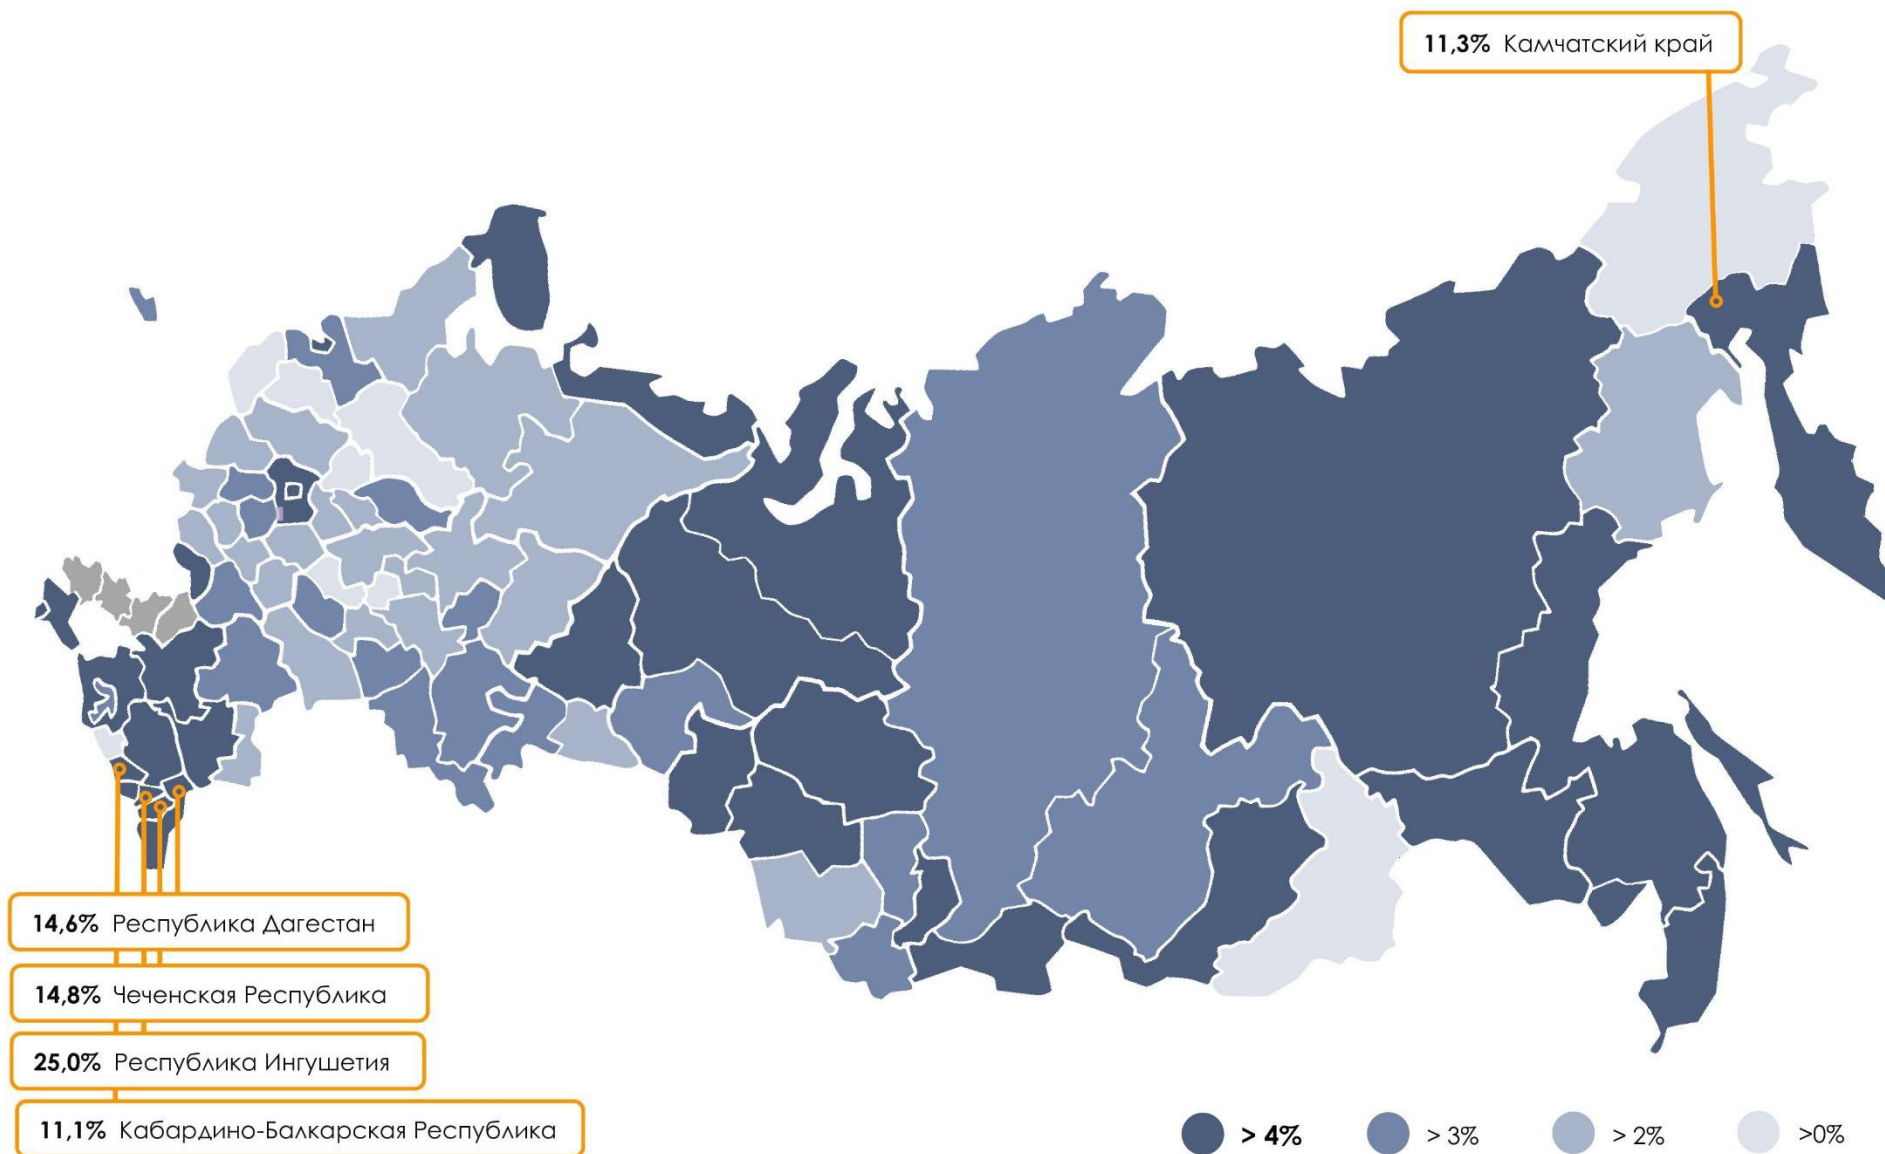 11,3% Камчатский край
14,6% Республика Дагестан
14,8% Чеченская Республика
25,0% Республика Ингушетия
11,1% Кабардино-Балкарская Республика
> 4%
> 3%
> 2%
>0%